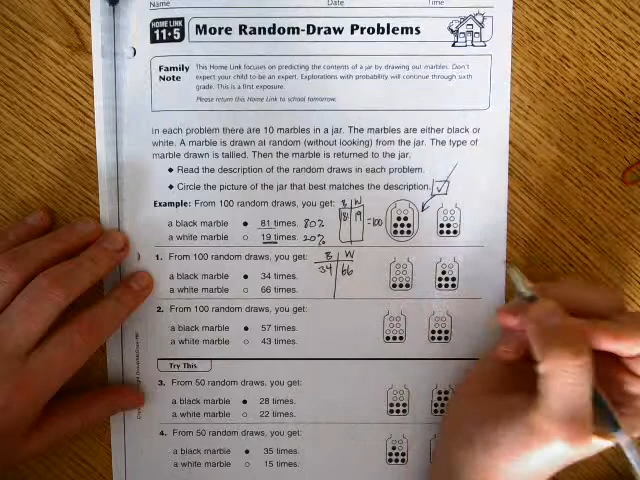 Name Date Time
HOME LINK
11•5
More Random-Draw Problems
Family
Note
This Home Link focuses on predicting the contents of a jar by drawing out marbles. Don't
expect your child to be an expert. Explorations with probability will continue through sixth
grade. This is a first exposure.
Please return this Home Link to school tomorrow.
In each problem there are 10 marbles in a jar. The marbles are either black or
white. A marble is drawn at random (without looking) from the jar. The type of
marble drawn is tallied. Then the marble is returned to the jar.
◆ Read the description of the random draws in each problem.
◆ Circle the picture of the jar that best matches the description. ✓
Example: From 100 random draws, you get: B W
a black marble ● 81 times. 80% 81 19 =100
a white marble ○ 19 times. 20%
1. From 100 random draws, you get: B W
a black marble ● 34 times. 34 66
a white marble ○ 66 times.
2. From 100 random draws, you get:
a black marble ● 57 times.
a white marble ○ 43 times.
Try This
3. From 50 random draws, you get:
a black marble ● 28 times.
a white marble ○ 22 times.
4. From 50 random draws, you get:
a black marble ● 35 times.
a white marble ○ 15 times.